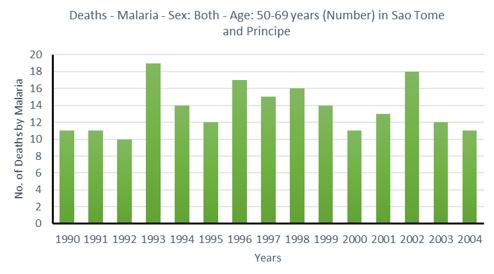 Deaths - Malaria - Sex: Both - Age: 50-69 years (Number) in Sao Tome
and Principe
No. of Deathsby Malaria
20
18
16
14
12
10
8
6
4
2
0
1990 1991 1992 1993 1994 1995 1996 1997 1998 1999 2000 2001 2002 2003 2004
Years